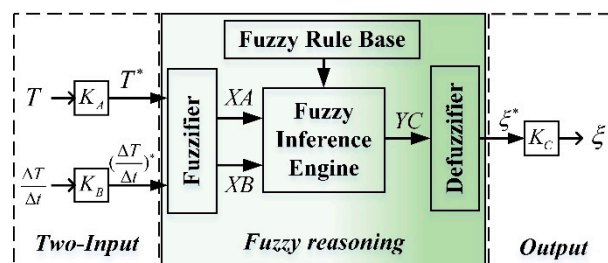 Fuzzy Rule Base
T
K_A
T*
XA
Fuzzifier
Fuzzy
Inference
Engine
YC
Defuzzifier
ξ*
K_C
ξ
ΔT/Δt
K_B
(ΔT/Δt)*
XB
Two-Input
Fuzzy reasoning
Output